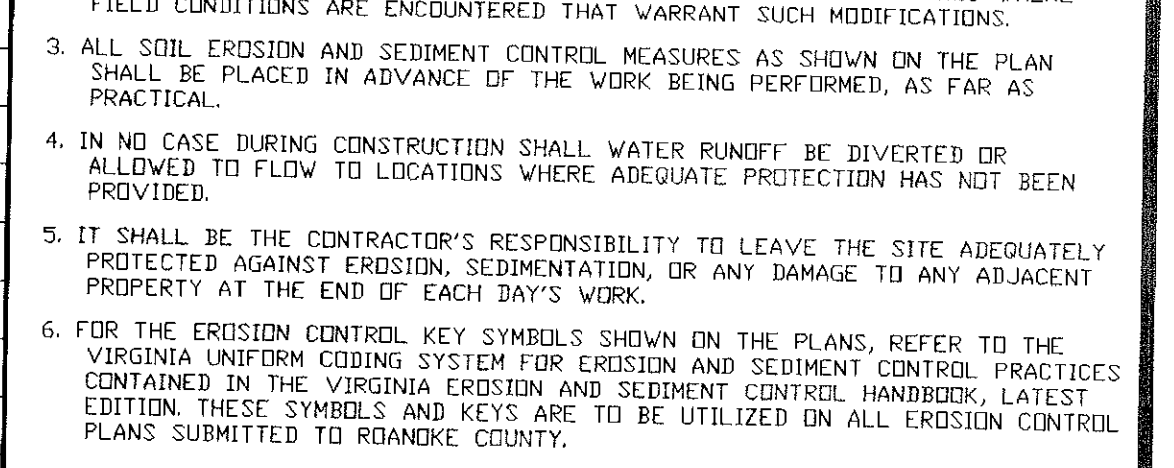 FIELD CONDITIONS ARE ENCOUNTERED THAT WARRANT SUCH MODIFICATIONS.
3. ALL SOIL EROSION AND SEDIMENT CONTROL MEASURES AS SHOWN ON THE PLAN
SHALL BE PLACED IN ADVANCE OF THE WORK BEING PERFORMED, AS FAR AS
PRACTICAL.
4. IN NO CASE DURING CONSTRUCTION SHALL WATER RUNOFF BE DIVERTED OR
ALLOWED TO FLOW TO LOCATIONS WHERE ADEQUATE PROTECTION HAS NOT BEEN
PROVIDED.
5. IT SHALL BE THE CONTRACTOR'S RESPONSIBILITY TO LEAVE THE SITE ADEQUATELY
PROTECTED AGAINST EROSION, SEDIMENTATION, OR ANY DAMAGE TO ANY ADJACENT
PROPERTY AT THE END OF EACH DAY'S WORK.
6. FOR THE EROSION CONTROL KEY SYMBOLS SHOWN ON THE PLANS, REFER TO THE
VIRGINIA UNIFORM CODING SYSTEM FOR EROSION AND SEDIMENT CONTROL PRACTICES
CONTAINED IN THE VIRGINIA EROSION AND SEDIMENT CONTROL HANDBOOK, LATEST
EDITION. THESE SYMBOLS AND KEYS ARE TO BE UTILIZED ON ALL EROSION CONTROL
PLANS SUBMITTED TO ROANOKE COUNTY.